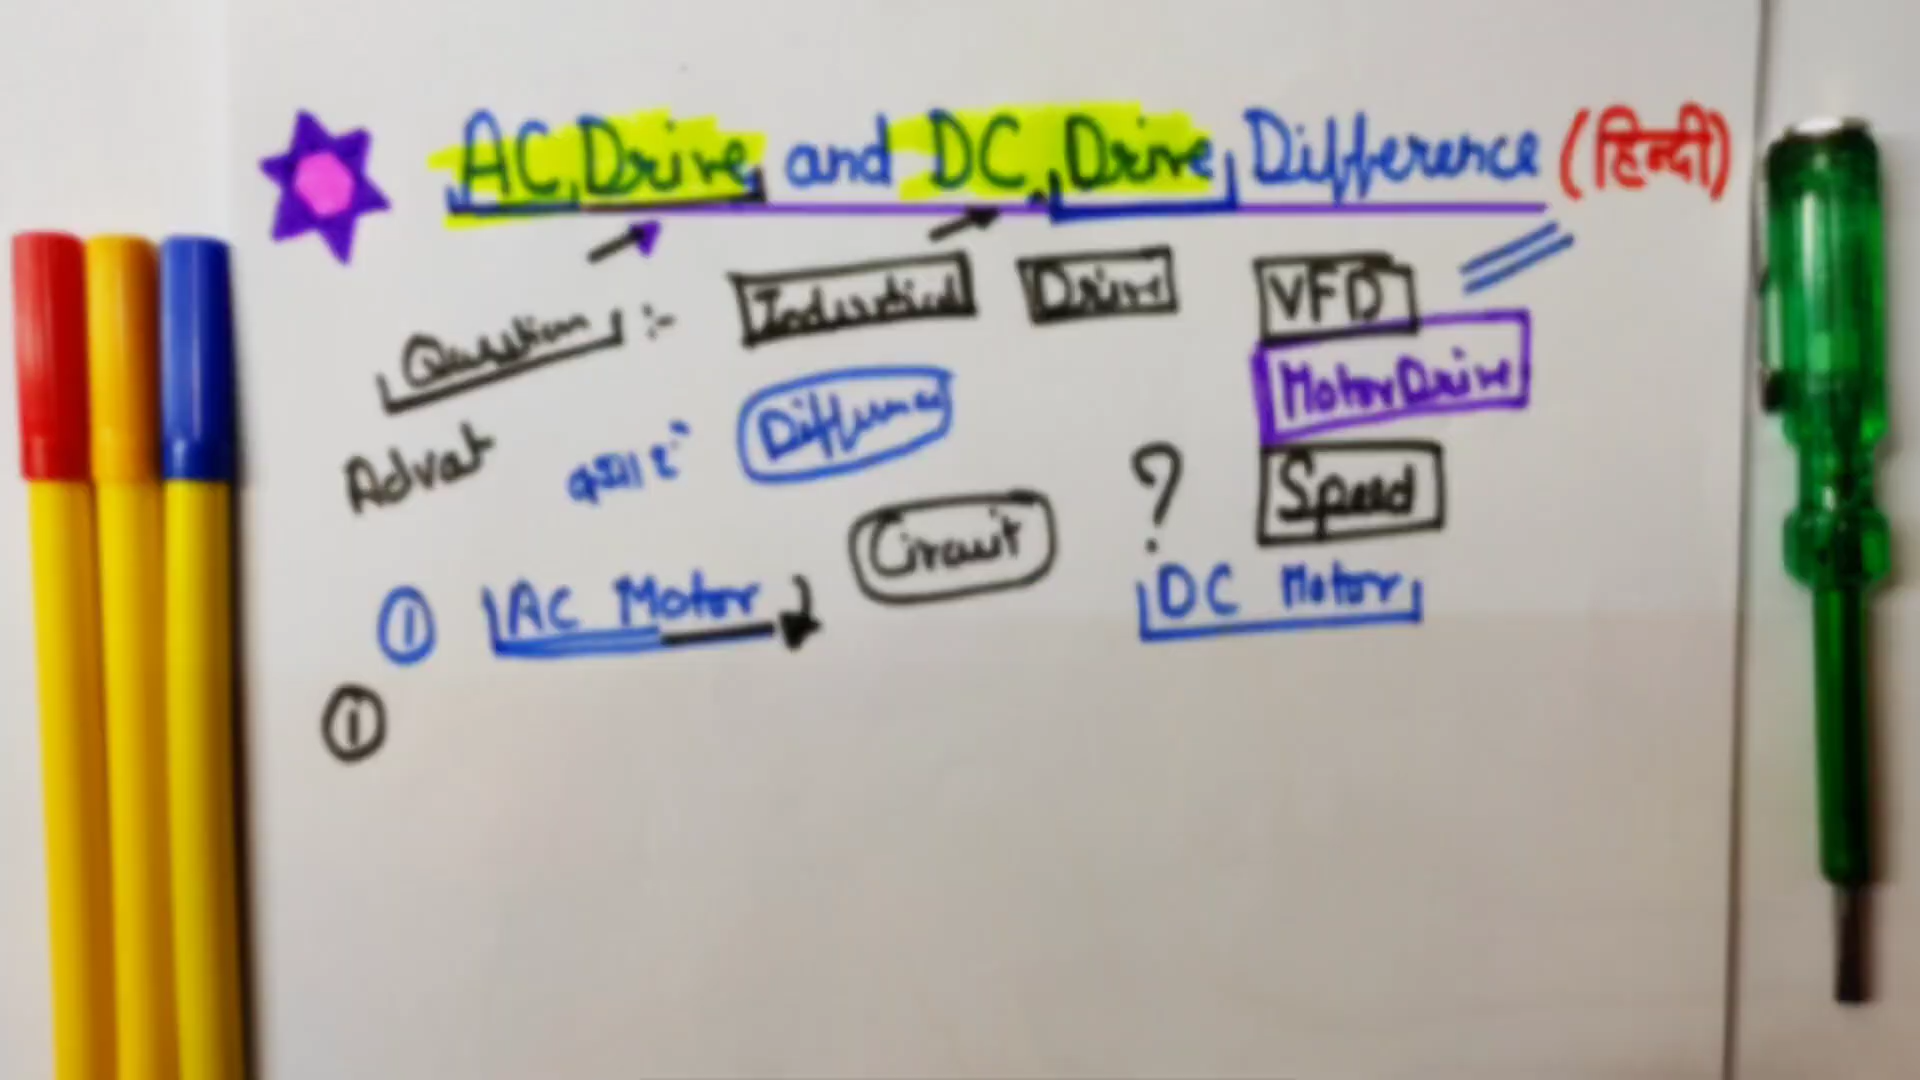 AC Drive and DC Drive Difference (हिन्दी)
Question :- Industrial Drive VFD
Motor Drive
Advat क्या है Difference
Speed
Circuit ?
① AC Motor DC Motor
①